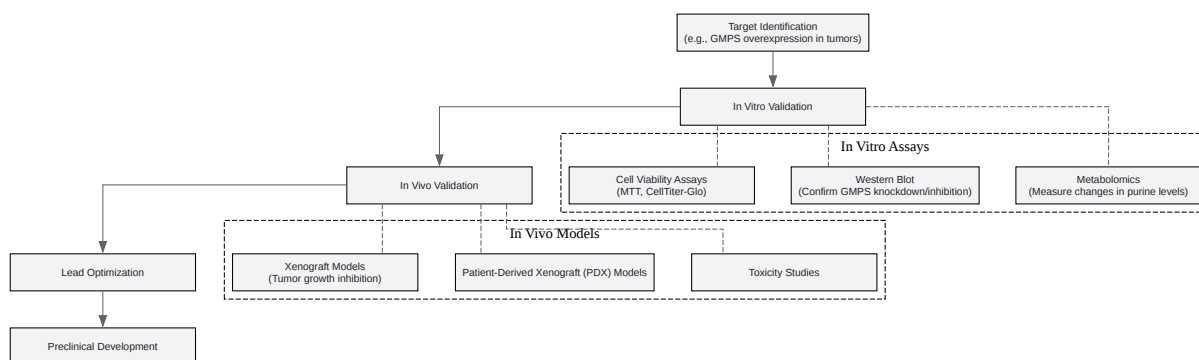 Target Identification
(e.g., GMPS overexpression in tumors)
In Vitro Validation
In Vitro Assays
Cell Viability Assays
(MTT, CellTiter-Glo)
Western Blot
(Confirm GMPS knockdown/inhibition)
Metabolomics
(Measure changes in purine levels)
In Vivo Validation
In Vivo Models
Xenograft Models
(Tumor growth inhibition)
Patient-Derived Xenograft (PDX) Models
Toxicity Studies
Lead Optimization
Preclinical Development